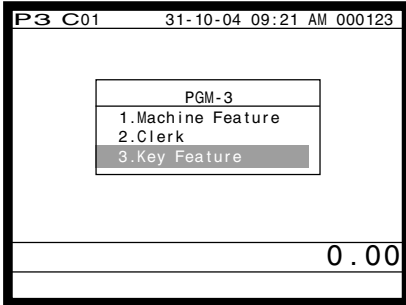 P3 C01 31-10-04 09:21 AM 000123
PGM-3
1.Machine Feature
2.Clerk
3.Key Feature
0.00